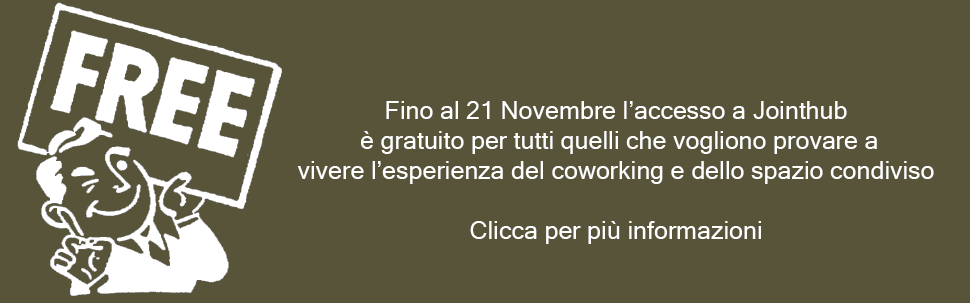 FREE
Fino al 21 Novembre l’accesso a Jointhub
è gratuito per tutti quelli che vogliono provare a
vivere l’esperienza del coworking e dello spazio condiviso
Clicca per più informazioni